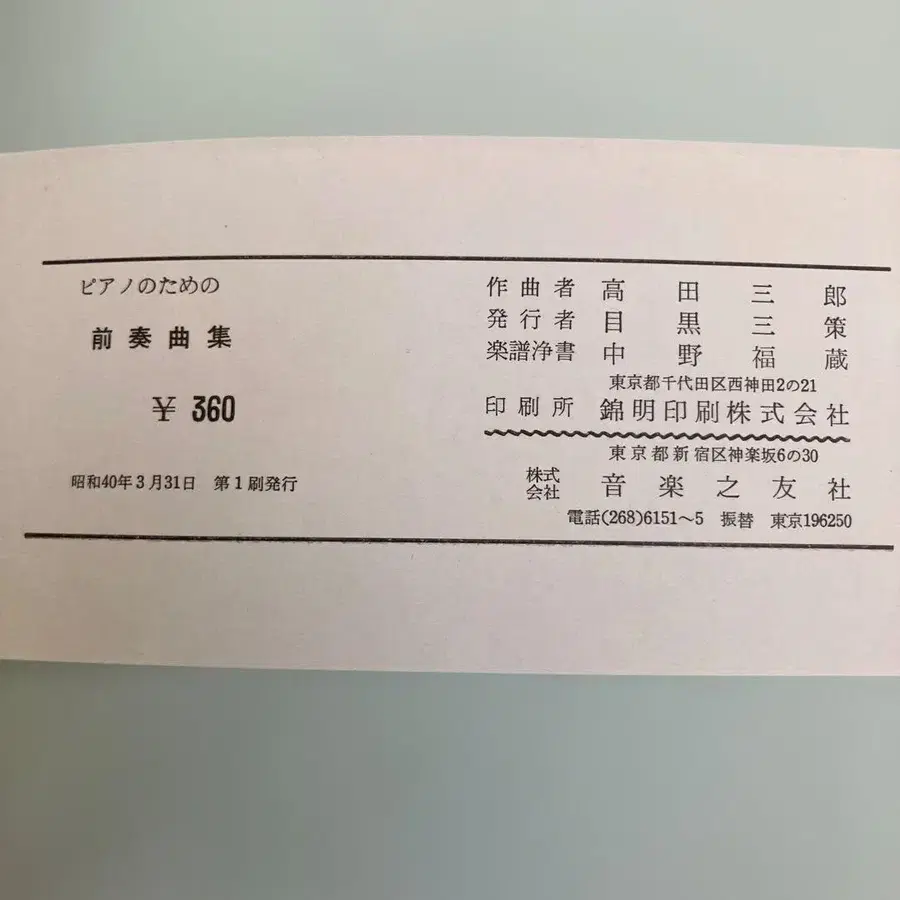 ピアノのための
前奏曲集
¥ 360
昭和40年3月31日 第1刷発行
作曲者 高田三郎
発行者 目黒三策
楽譜浄書 中野福蔵
東京都千代田区西神田2の21
印刷所 錦明印刷株式会社
東京都新宿区神楽坂6の30
株式会社 音楽之友社
電話(268)6151〜5 振替 東京196250